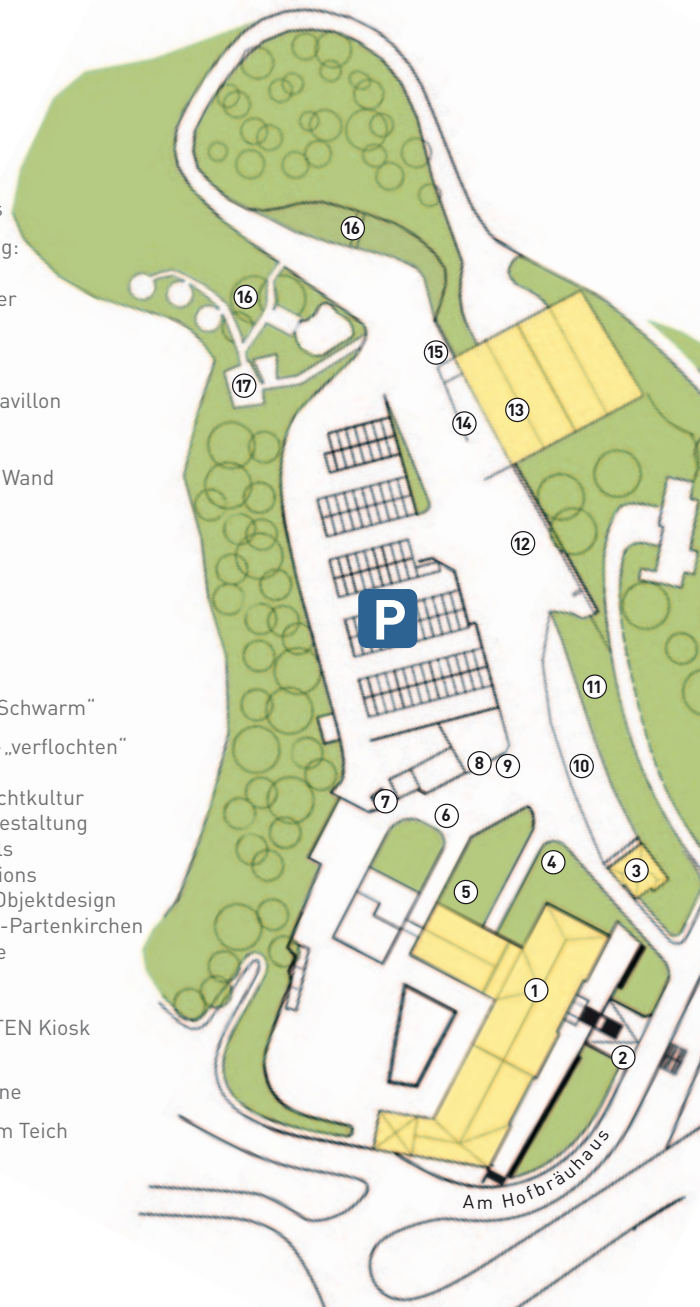 s
g:
er
avillon
Wand
Schwarm“
„verflochten“
chtkultur
estaltung
ls
ions
Objektdesign
-Partenkirchen
e
TEN Kiosk
ne
m Teich
16
16
15
17
13
14
12
P
11
8
9
10
7
6
4
3
5
1
2
Am Hofbräuhaus